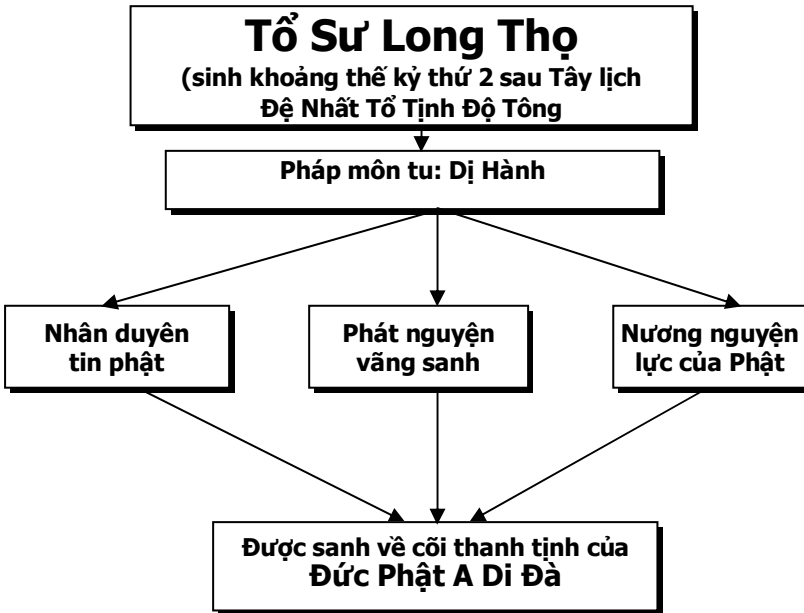 Tổ Sư Long Thọ
(sinh khoảng thế kỷ thứ 2 sau Tây lịch
Đệ Nhất Tổ Tịnh Độ Tông
Pháp môn tu: Dị Hành
Nhân duyên
tin phật
Phát nguyện
vãng sanh
Nương nguyện
lực của Phật
Được sanh về cõi thanh tịnh của
Đức Phật A Di Đà